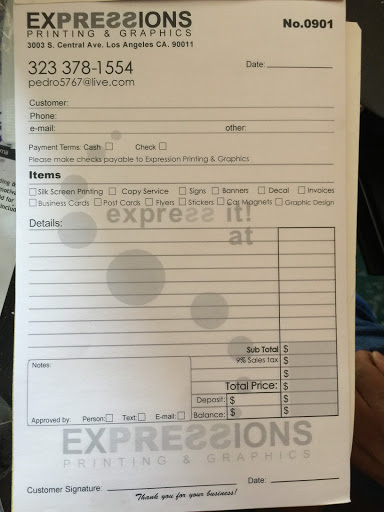 EXPRESSIONS
PRINTING & GRAPHICS
3003 S. Central Ave. Los Angeles CA. 90011
No.0901
323 378-1554
pedro5767@live.com
Date:
Customer:
Phone:
e-mail: other:
Payment Terms: Cash Check
Please make checks payable to Expression Printing & Graphics
Items
Silk Screen Printing Copy Service Signs Banners Decal Invoices
Business Cards Post Cards Flyers Stickers Car Magnets Graphic Design
express it!
at
Details:
Sub Total $
9% Sales tax $
$
Total Price: $
Deposit: $ $
Balance: $ $
Notes:
Approved by: Person: Text: E-mail:
EXPRESSIONS
PRINTING & GRAPHICS
Customer Signature: Date:
Thank you for your business!